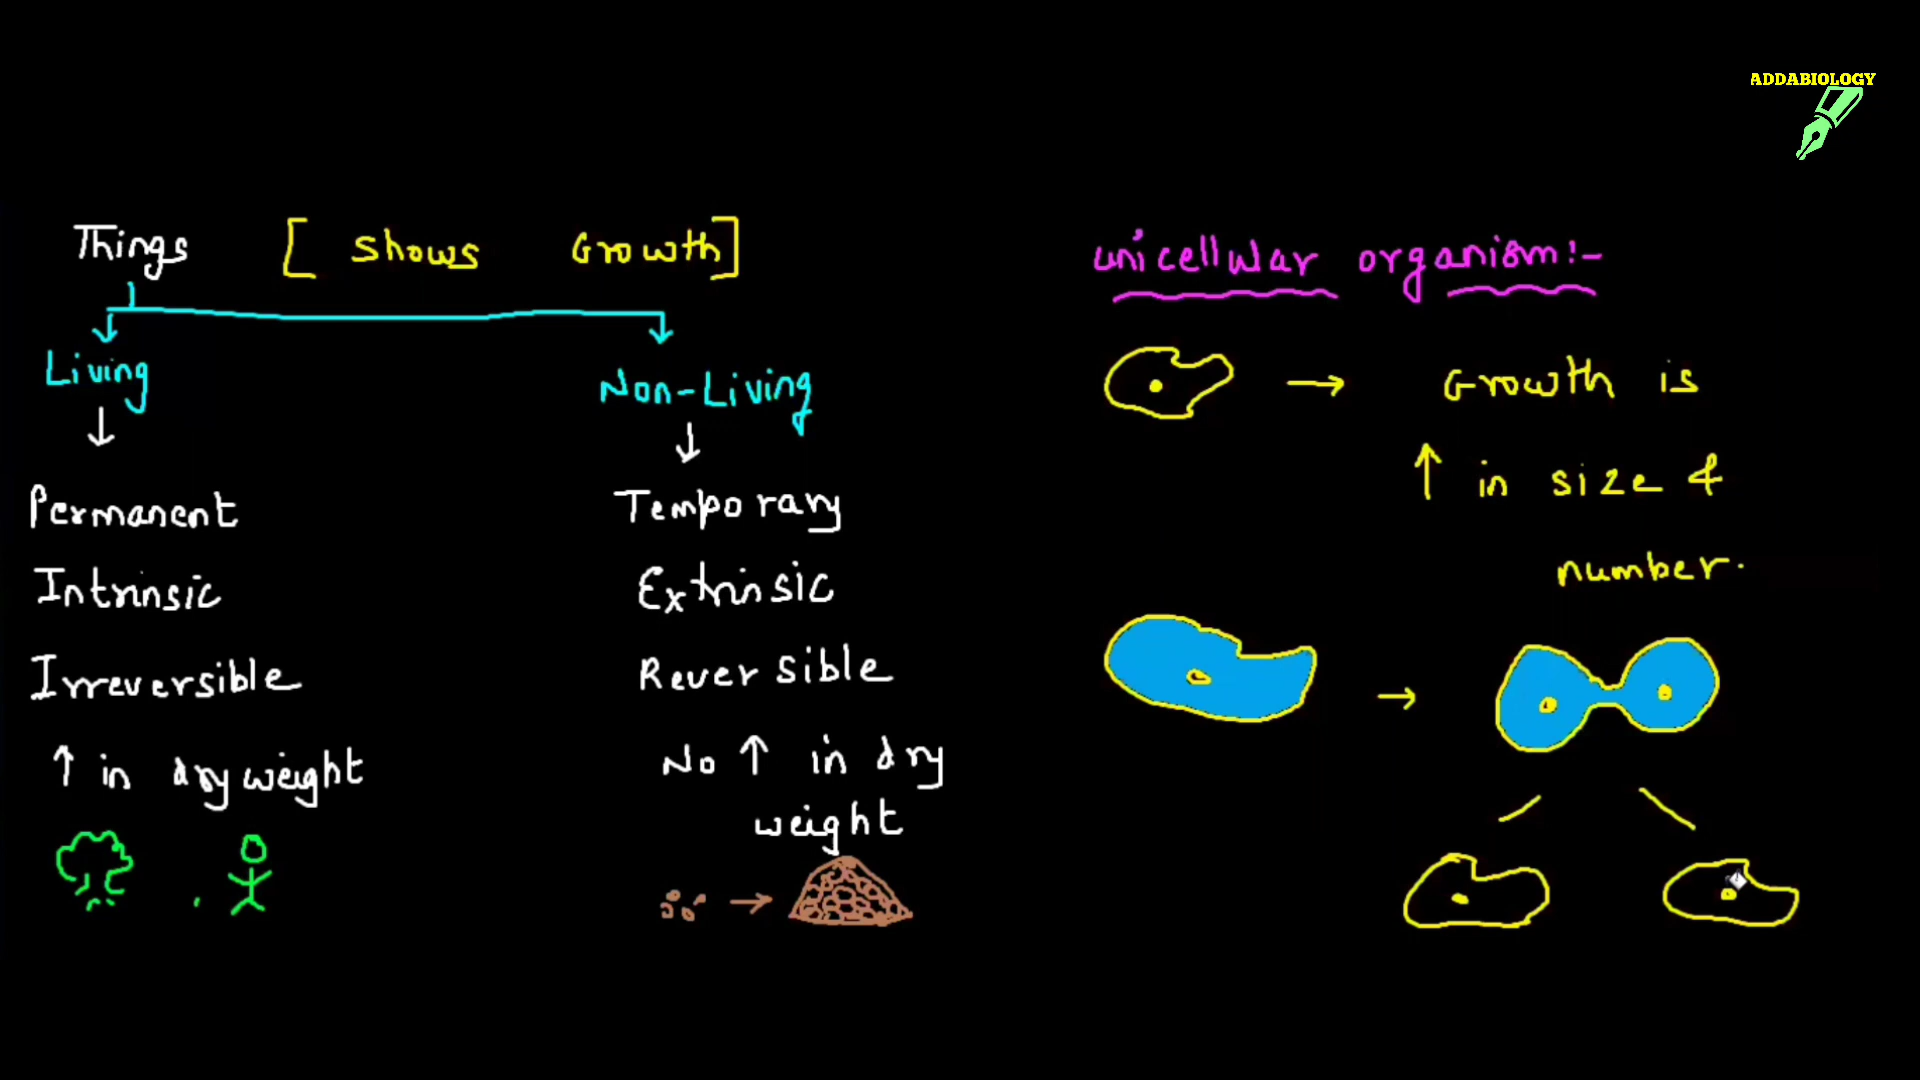 ADDABIOLOGY
Things [ shows Growth]
Living
Non-Living
Permanent
Temporary
Intrinsic
Extrinsic
Irreversible
Reversible
↑ in dry weight
No ↑ in dry
weight
unicellular organism:-
→ Growth is
↑ in size &
number.